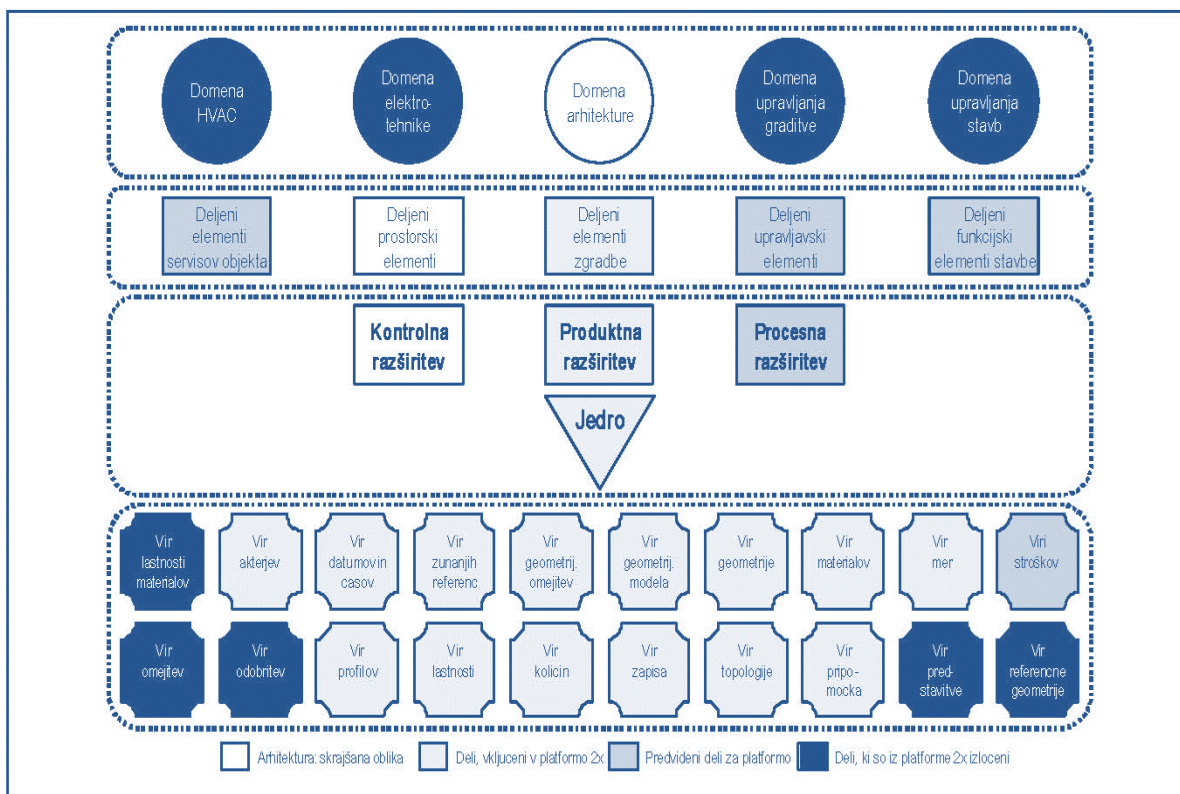 Domena
HVAC
Domena
elektro-
tehnike
Domena
arhitekture
Domena
upravljanja
graditve
Domena
upravljanja
stavb
Deljeni
elementi
servisov objekta
Deljeni
prostorski
elementi
Deljeni
elementi
zgradbe
Deljeni
upravljavski
elementi
Deljeni
funkcijski
elementi stavbe
Kontrolna
razširitev
Produktna
razširitev
Procesna
razširitev
Jedro
Vir
lastnosti
materialov
Vir
akterjev
Vir
datumov in
casov
Vir
zunanjih
referenc
Vir
geometrij.
omejitev
Vir
geometrij.
modela
Vir
geometrije
Vir
materialov
Vir
mer
Viri
stroškov
Vir
omejitev
Vir
odobritev
Vir
profilov
Vir
lastnosti
Vir
kolicin
Vir
zapisa
Vir
topologije
Vir
pripo-
mocka
Vir
pred-
stavitve
Vir
referencne
geometrije
Arhitektura: skrajšana oblika
Deli, vkljuceni v platformo 2x
Predvideni deli za platformo
Deli, ki so iz platforme 2x izloceni